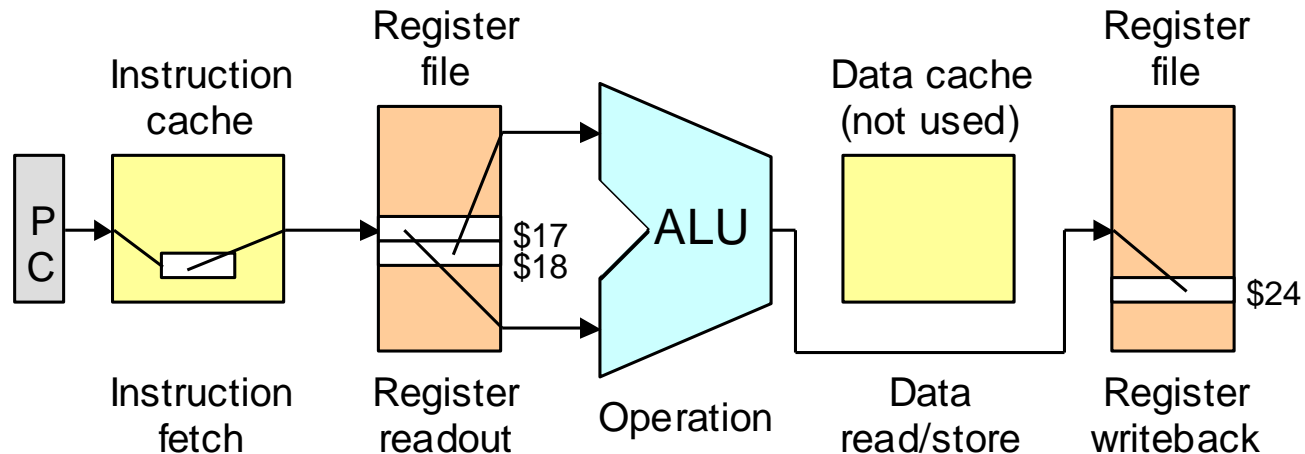 Instruction
cache
Register
file
Data cache
(not used)
Register
file
P
C
$17
$18
ALU
$24
Instruction
fetch
Register
readout
Operation
Data
read/store
Register
writeback